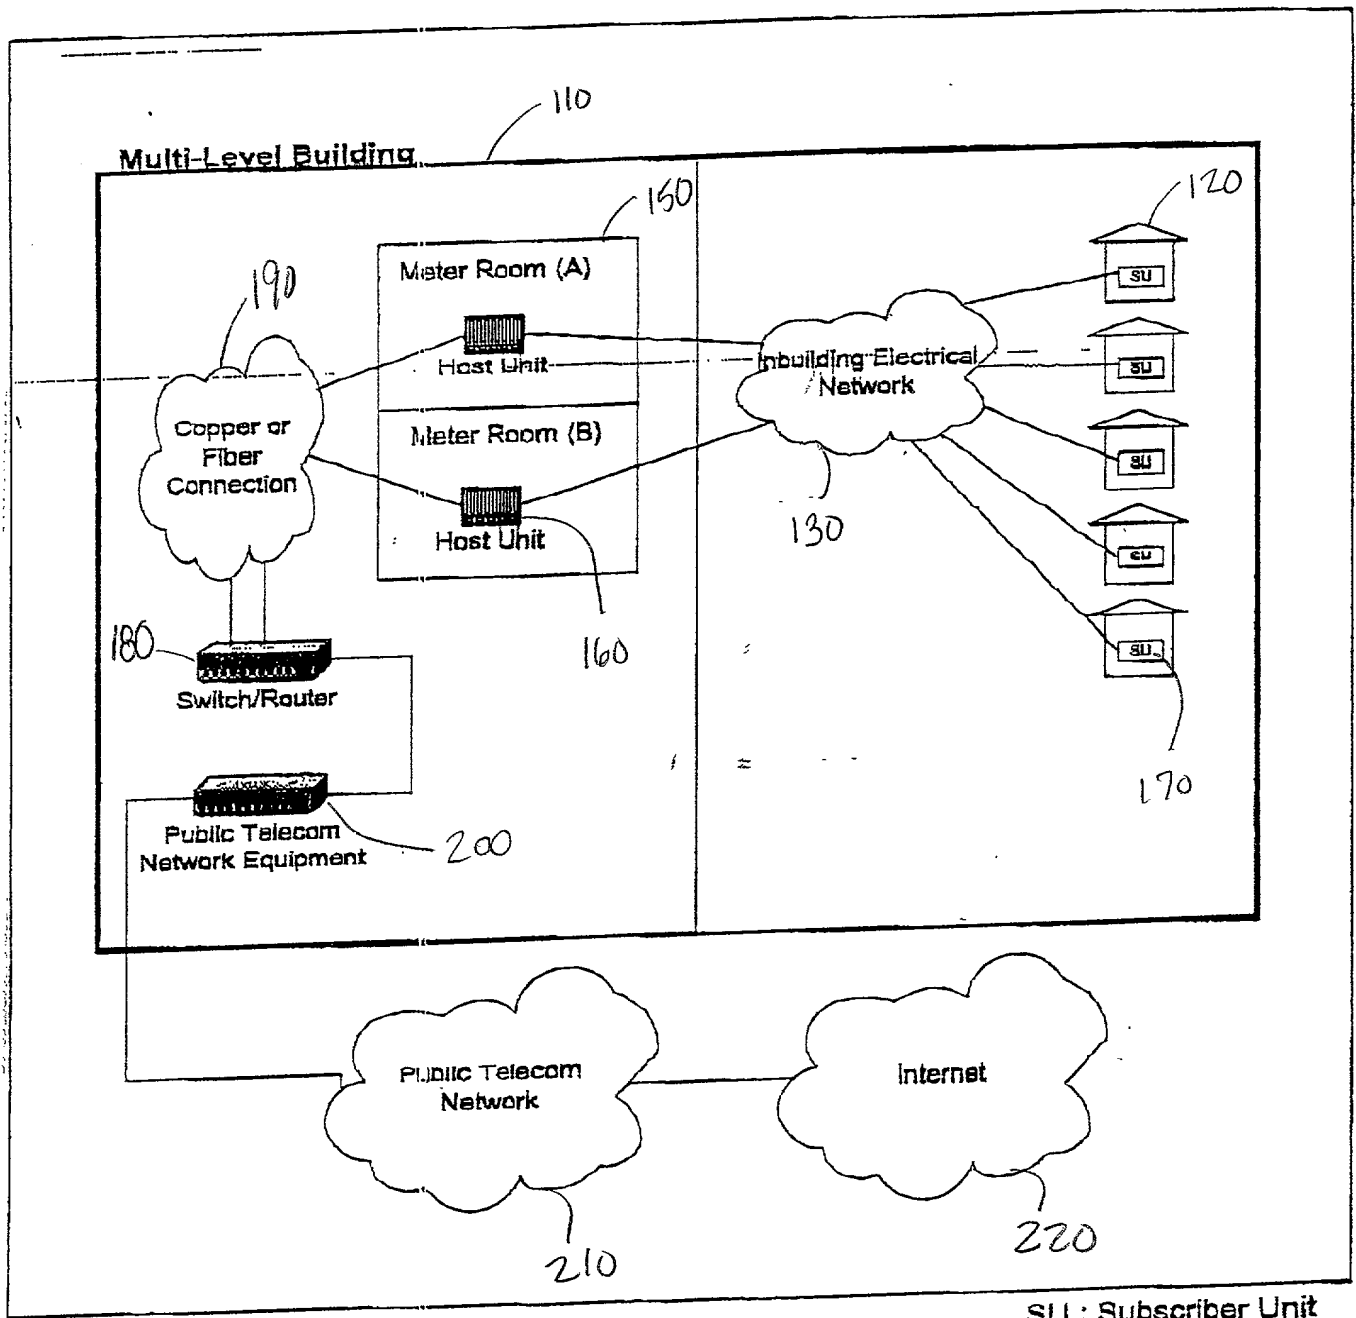 110
Multi-Level Building
150
120
190
Meter Room (A)
SU
Host Unit
Inbuilding Electrical
Network
SU
Copper or
Fiber
Connection
Meter Room (B)
SU
Host Unit
130
SU
180
160
SU
Switch/Router
170
Public Telecom
Network Equipment
200
Public Telecom
Network
Internet
210
220
SU : Subscriber Unit